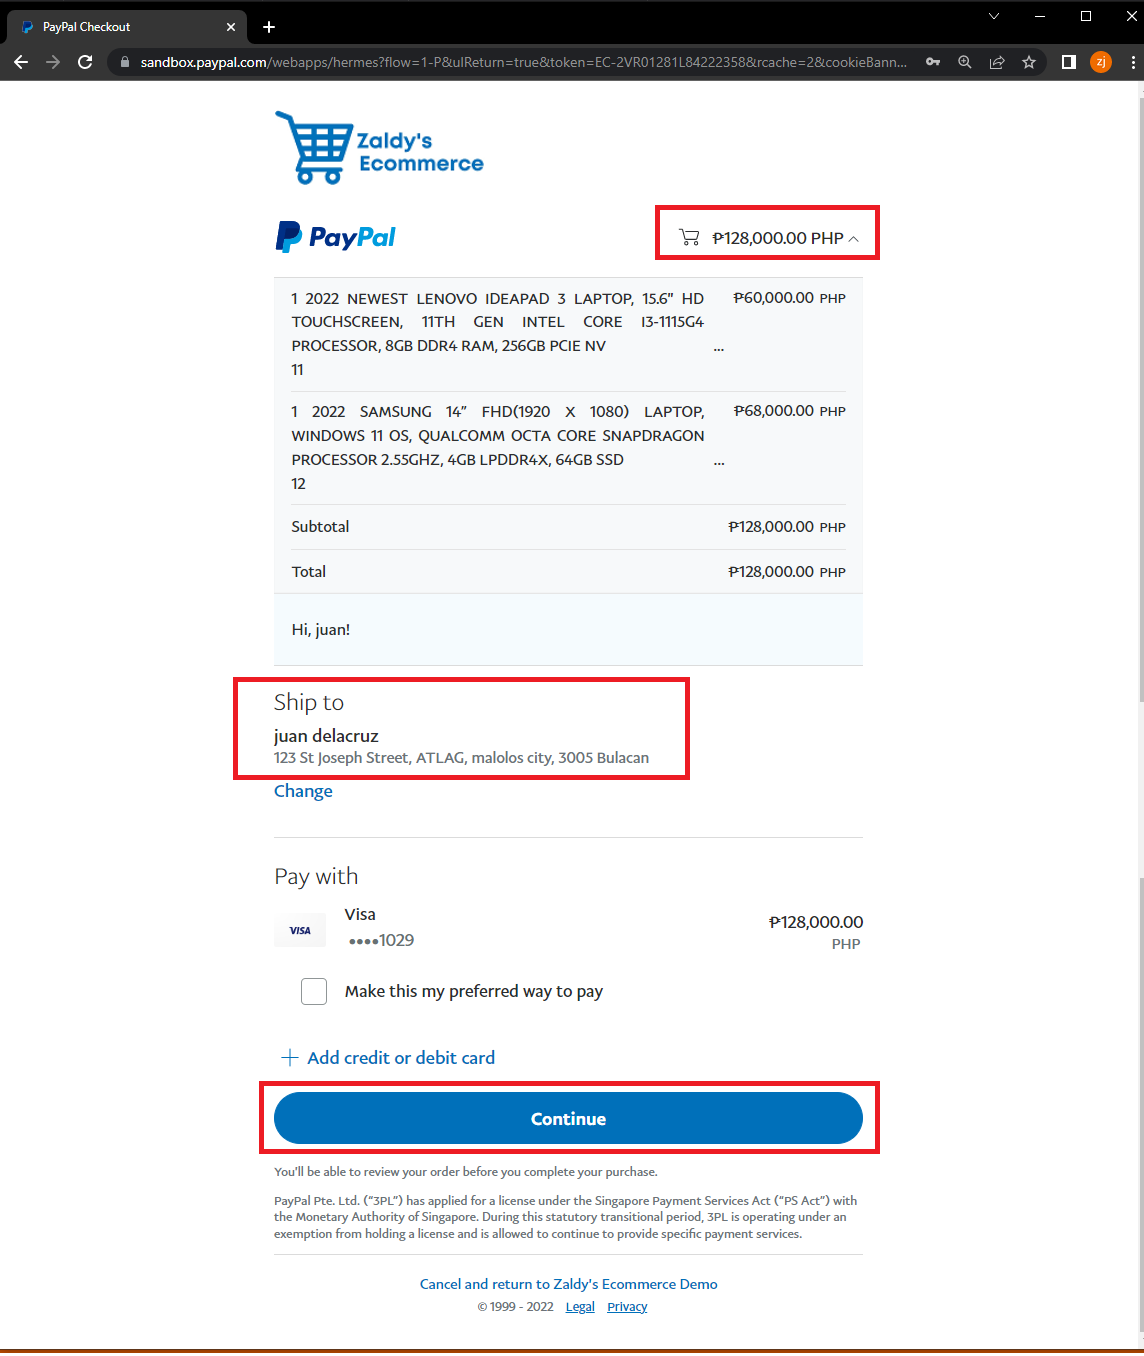 PayPal Checkout
sandbox.paypal.com/webapps/hermes?flow=1-P&ulReturn=true&token=EC-2VR01281L84222358&rcache=2&cookieBann...
zj
Zaldy's
Ecommerce
PayPal
₱128,000.00 PHP
1 2022 NEWEST LENOVO IDEAPAD 3 LAPTOP, 15.6" HD ₱60,000.00 PHP
TOUCHSCREEN, 11TH GEN INTEL CORE I3-1115G4
PROCESSOR, 8GB DDR4 RAM, 256GB PCIE NV ...
11
1 2022 SAMSUNG 14" FHD(1920 X 1080) LAPTOP, ₱68,000.00 PHP
WINDOWS 11 OS, QUALCOMM OCTA CORE SNAPDRAGON
PROCESSOR 2.55GHZ, 4GB LPDDR4X, 64GB SSD ...
12
Subtotal ₱128,000.00 PHP
Total ₱128,000.00 PHP
Hi, juan!
Ship to
juan delacruz
123 St Joseph Street, ATLAG, malolos city, 3005 Bulacan
Change
Pay with
Visa
VISA ••••1029
₱128,000.00
PHP
Make this my preferred way to pay
Add credit or debit card
Continue
You'll be able to review your order before you complete your purchase.
PayPal Pte. Ltd. ("3PL") has applied for a license under the Singapore Payment Services Act ("PS Act") with
the Monetary Authority of Singapore. During this statutory transitional period, 3PL is operating under an
exemption from holding a license and is allowed to continue to provide specific payment services.
Cancel and return to Zaldy's Ecommerce Demo
© 1999 - 2022 Legal Privacy